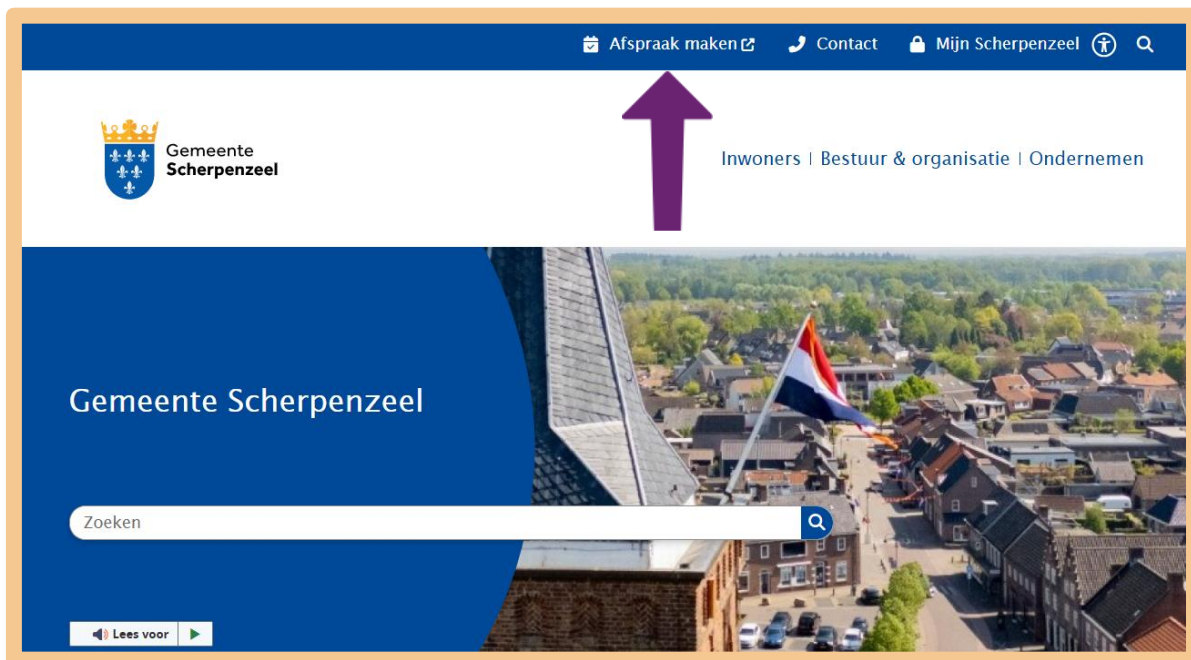 Afspraak maken Contact Mijn Scherpenzeel
Gemeente
Scherpenzeel
Inwoners | Bestuur & organisatie | Ondernemen
Gemeente Scherpenzeel
Zoeken
Lees voor